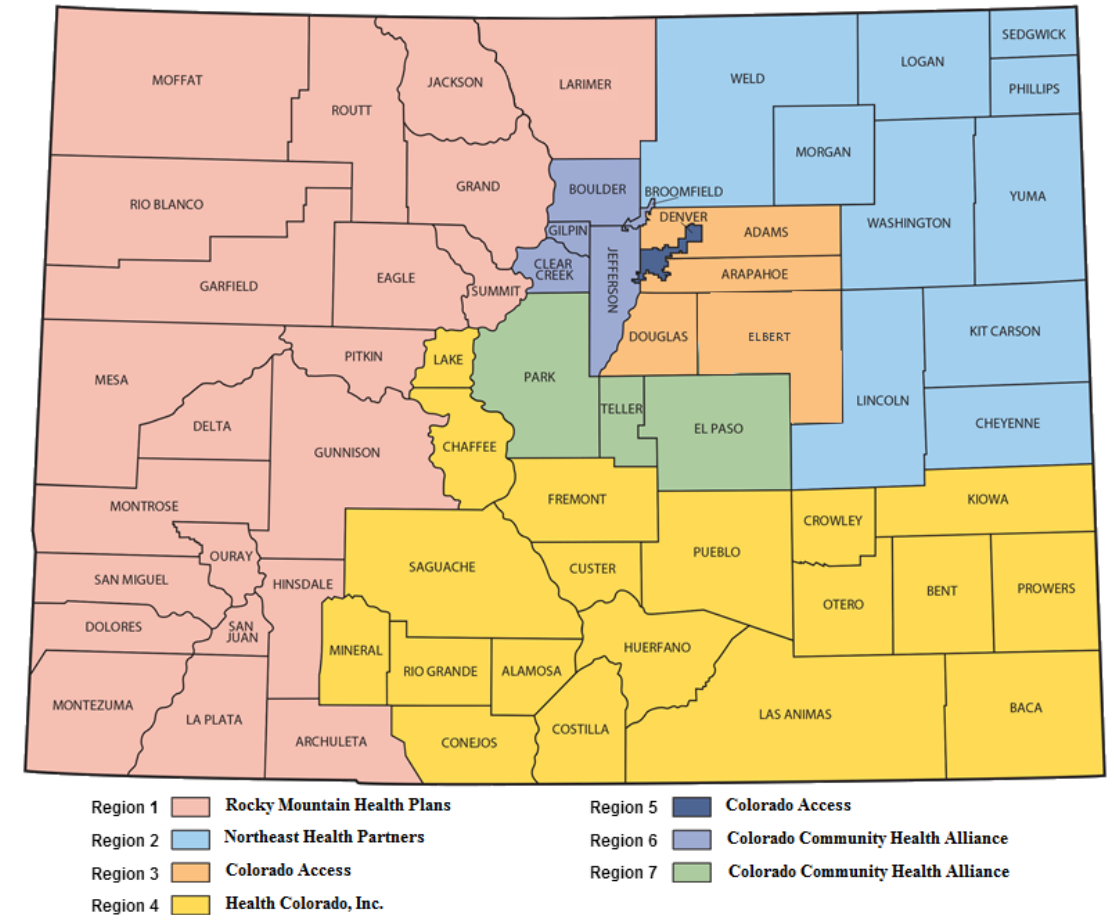 SEDGWICK
LOGAN
MOFFAT
JACKSON
LARIMER
WELD
PHILLIPS
ROUTT
MORGAN
GRAND
BOULDER
BROOMFIELD
YUMA
RIO BLANCO
DENVER
WASHINGTON
GILPIN
ADAMS
CLEAR
CREEK
JEFFERSON
ARAPAHOE
EAGLE
GARFIELD
SUMMIT
KIT CARSON
DOUGLAS
ELBERT
PITKIN
LAKE
MESA
PARK
LINCOLN
TELLER
CHEYENNE
DELTA
EL PASO
CHAFFEE
GUNNISON
FREMONT
KIOWA
MONTROSE
CROWLEY
PUEBLO
OURAY
SAGUACHE
CUSTER
SAN MIGUEL
HINSDALE
BENT
PROWERS
OTERO
DOLORES
SAN
JUAN
MINERAL
HUERFANO
RIO GRANDE
ALAMOSA
MONTEZUMA
LA PLATA
LAS ANIMAS
BACA
COSTILLA
ARCHULETA
CONEJOS
Region 1 Rocky Mountain Health Plans
Region 2 Northeast Health Partners
Region 3 Colorado Access
Region 4 Health Colorado, Inc.
Region 5 Colorado Access
Region 6 Colorado Community Health Alliance
Region 7 Colorado Community Health Alliance